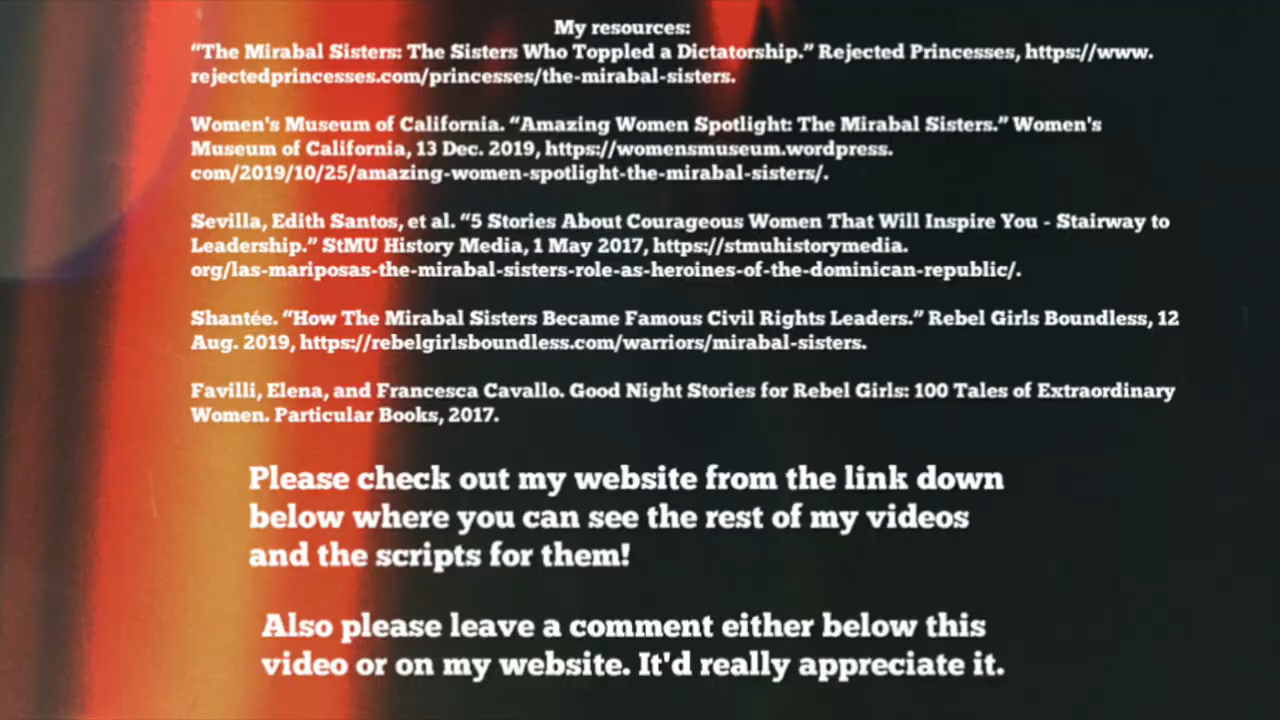 My resources:
“The Mirabal Sisters: The Sisters Who Toppled a Dictatorship.” Rejected Princesses, https://www.
rejectedprincesses.com/princesses/the-mirabal-sisters.
Women's Museum of California. “Amazing Women Spotlight: The Mirabal Sisters.” Women's
Museum of California, 13 Dec. 2019, https://womensmuseum.wordpress.
com/2019/10/25/amazing-women-spotlight-the-mirabal-sisters/.
Sevilla, Edith Santos, et al. “5 Stories About Courageous Women That Will Inspire You - Stairway to
Leadership.” StMU History Media, 1 May 2017, https://stmuhistorymedia.
org/las-mariposas-the-mirabal-sisters-role-as-heroines-of-the-dominican-republic/.
Shantée. “How The Mirabal Sisters Became Famous Civil Rights Leaders.” Rebel Girls Boundless, 12
Aug. 2019, https://rebelgirlsboundless.com/warriors/mirabal-sisters.
Favilli, Elena, and Francesca Cavallo. Good Night Stories for Rebel Girls: 100 Tales of Extraordinary
Women. Particular Books, 2017.
Please check out my website from the link down
below where you can see the rest of my videos
and the scripts for them!
Also please leave a comment either below this
video or on my website. It'd really appreciate it.